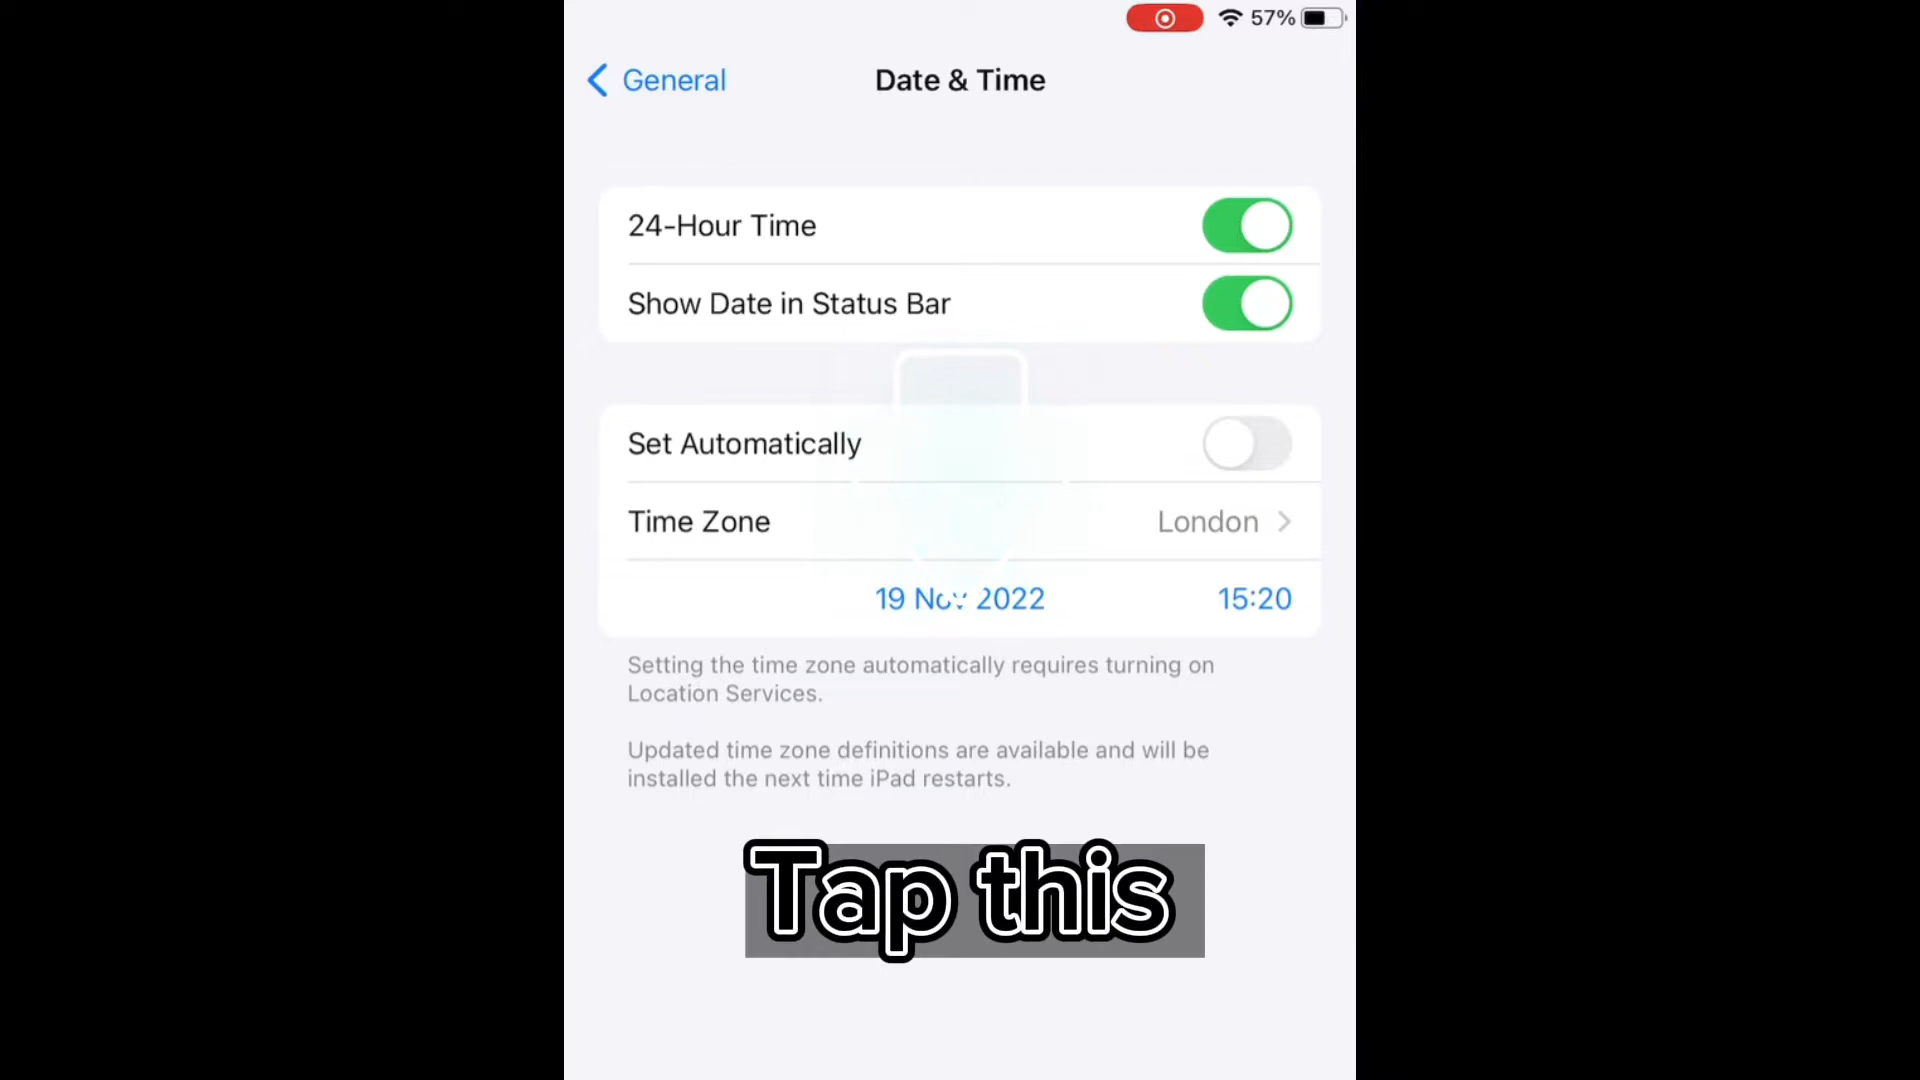 57%
General
Date & Time
24-Hour Time
Show Date in Status Bar
Set Automatically
Time Zone
London
19 Nov 2022
15:20
Setting the time zone automatically requires turning on
Location Services.
Updated time zone definitions are available and will be
installed the next time iPad restarts.
Tap this